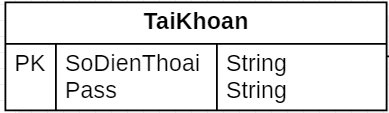 TaiKhoan
PK SoDienThoai String
Pass String